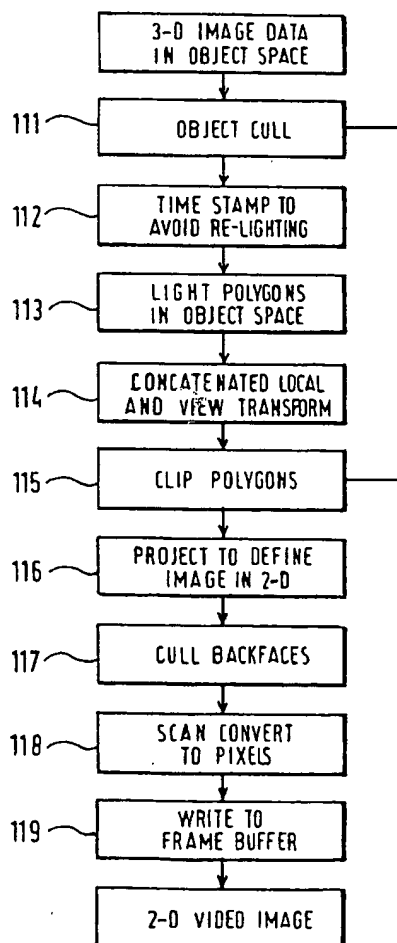 3-D IMAGE DATA
IN OBJECT SPACE
111
OBJECT CULL
112
TIME STAMP TO
AVOID RE-LIGHTING
113
LIGHT POLYGONS
IN OBJECT SPACE
114
CONCATENATED LOCAL
AND VIEW TRANSFORM
115
CLIP POLYGONS
116
PROJECT TO DEFINE
IMAGE IN 2-D
117
CULL BACKFACES
118
SCAN CONVERT
TO PIXELS
119
WRITE TO
FRAME BUFFER
2-D VIDEO IMAGE